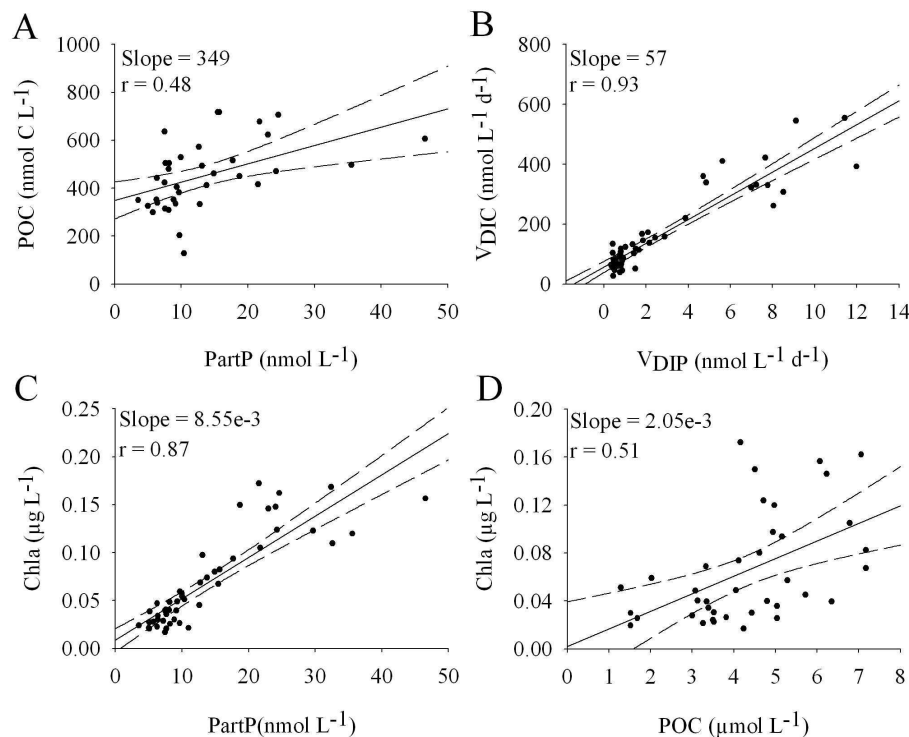 A
B
Slope = 349
r = 0.48
Slope = 57
r = 0.93
POC (nmol C L-1)
1000
800
600
400
200
0
0 10 20 30 40 50
PartP (nmol L-1)
VDIC (nmol L-1 d-1)
800
600
400
200
0
0 2 4 6 8 10 12 14
VDIP (nmol L-1 d-1)
C
D
Slope = 8.55e-3
r = 0.87
Slope = 2.05e-3
r = 0.51
Chla (µg L-1)
0.25
0.20
0.15
0.10
0.05
0.00
0 10 20 30 40 50
PartP(nmol L-1)
Chla (µg L-1)
0.20
0.16
0.12
0.08
0.04
0.00
0 1 2 3 4 5 6 7 8
POC (µmol L-1)